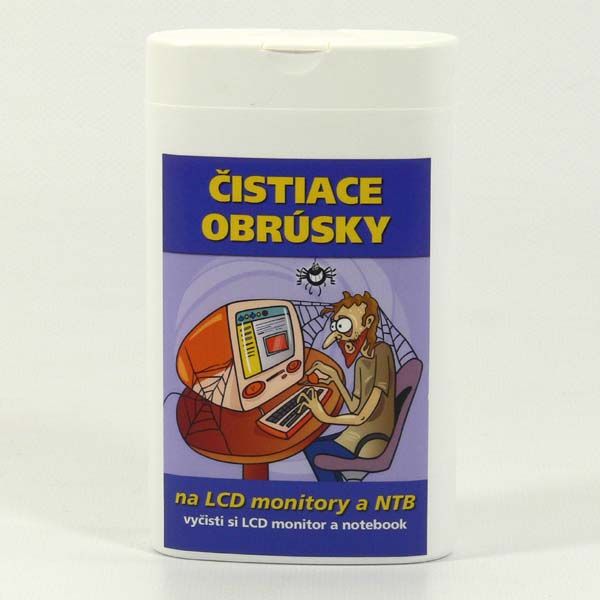 ČISTIACE
OBRÚSKY
na LCD monitory a NTB
vyčisti si LCD monitor a notebook